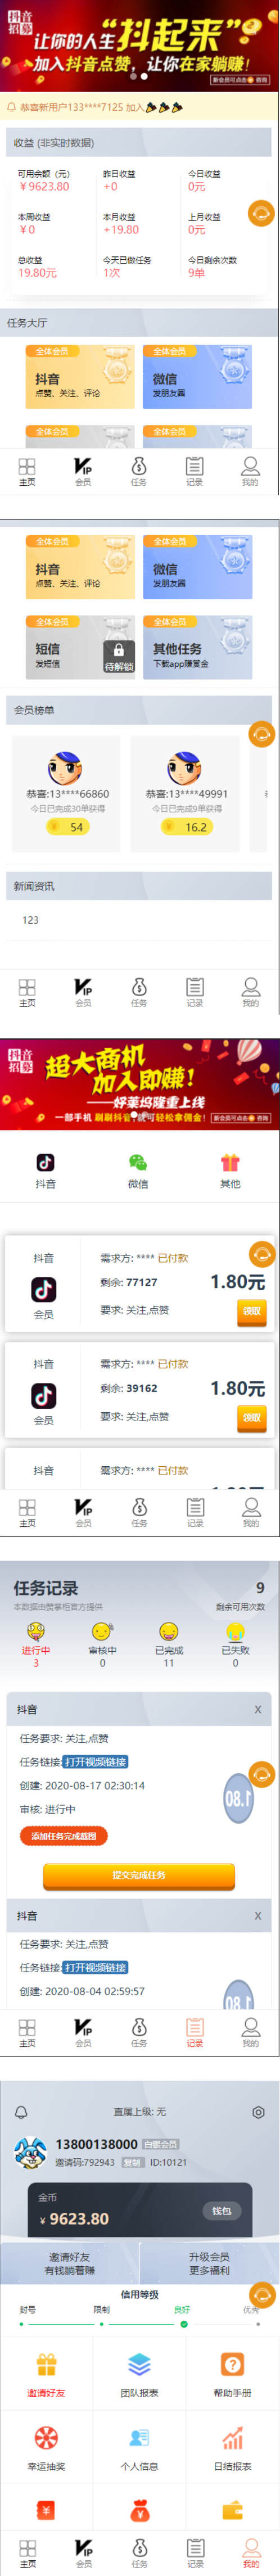 抖音
招募
让你的人生“抖起来”
加入抖音点赞，让你在家躺赚！
新会员可点击 咨询
恭喜新用户133****7125 加入
收益 (非实时数据)
可用余额（元） 昨日收益 今日收益
￥9623.80 +0 0元
本周收益 本月收益 上月收益
￥0 +19.80 0元
总收益 今天已做任务 今日剩余次数
19.80元 1次 9单
任务大厅
全体会员 全体会员
抖音 微信
点赞、关注、评论 发朋友圈
全体会员 全体会员
主页 会员 任务 记录 我的
全体会员 全体会员
抖音 微信
点赞、关注、评论 发朋友圈
全体会员 全体会员
短信 其他任务
发短信 待解锁 下载app赚赏金
会员榜单
恭喜:13****66860 恭喜:13****49991
今日已完成30单获得 今日已完成9单获得
54 16.2
新闻资讯
123
主页 会员 任务 记录 我的
抖音
招募
超大商机
加入即赚！
——好莱坞隆重上线
一部手机 刷刷抖音 就可轻松拿佣金！
新会员可点击 咨询
抖音 微信 其他
抖音 需求方: **** 已付款
剩余: 77127 1.80元
会员 要求: 关注,点赞 领取
抖音 需求方: **** 已付款
剩余: 39162 1.80元
会员 要求: 关注,点赞 领取
抖音 需求方: **** 已付款
主页 会员 任务 记录 我的
任务记录 9
本数据由赞掌柜官方提供 剩余可用次数
进行中 审核中 已完成 已失败
3 0 11 0
抖音 X
任务要求: 关注,点赞
任务链接:打开视频链接
创建: 2020-08-17 02:30:14
1.80
审核: 进行中
添加任务完成截图
提交完成任务
抖音 X
任务要求: 关注,点赞
任务链接:打开视频链接
创建: 2020-08-04 02:59:57
1.80
主页 会员 任务 记录 我的
直属上级: 无
13800138000 白银会员
邀请码:792943 复制 ID:10121
金币
￥ 9623.80 钱包
邀请好友 升级会员
有钱躺着赚 更多福利
信用等级
封号 限制 良好 优秀
邀请好友 团队报表 帮助手册
幸运抽奖 个人信息 日结报表
主页 会员 任务 记录 我的